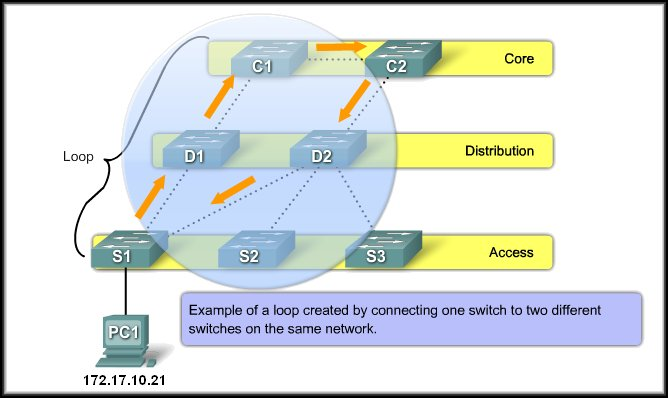 C1
C2
Core
Loop
D1
D2
Distribution
S1
S2
S3
Access
Example of a loop created by connecting one switch to two different
switches on the same network.
PC1
172.17.10.21